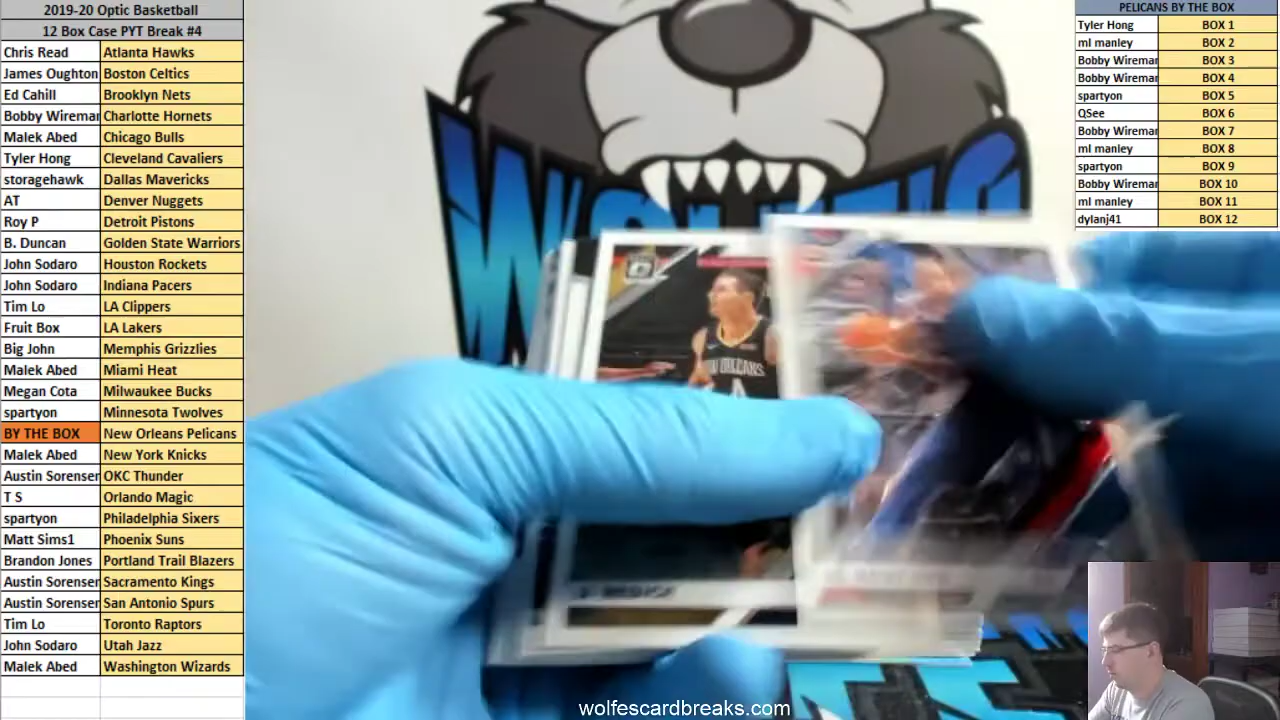 2019-20 Optic Basketball
12 Box Case PYT Break #4
Chris Read Atlanta Hawks
James Oughton Boston Celtics
Ed Cahill Brooklyn Nets
Bobby Wireman Charlotte Hornets
Malek Abed Chicago Bulls
Tyler Hong Cleveland Cavaliers
storagehawk Dallas Mavericks
AT Denver Nuggets
Roy P Detroit Pistons
B. Duncan Golden State Warriors
John Sodaro Houston Rockets
John Sodaro Indiana Pacers
Tim Lo LA Clippers
Fruit Box LA Lakers
Big John Memphis Grizzlies
Malek Abed Miami Heat
Megan Cota Milwaukee Bucks
spartyon Minnesota Twolves
BY THE BOX New Orleans Pelicans
Malek Abed New York Knicks
Austin Sorensen OKC Thunder
T S Orlando Magic
spartyon Philadelphia Sixers
Matt Sims1 Phoenix Suns
Brandon Jones Portland Trail Blazers
Austin Sorensen Sacramento Kings
Austin Sorensen San Antonio Spurs
Tim Lo Toronto Raptors
John Sodaro Utah Jazz
Malek Abed Washington Wizards
PELICANS BY THE BOX
Tyler Hong BOX 1
ml manley BOX 2
Bobby Wireman BOX 3
Bobby Wireman BOX 4
spartyon BOX 5
QSee BOX 6
Bobby Wireman BOX 7
ml manley BOX 8
spartyon BOX 9
Bobby Wireman BOX 10
ml manley BOX 11
dylanj41 BOX 12
wolfescardbreaks.com